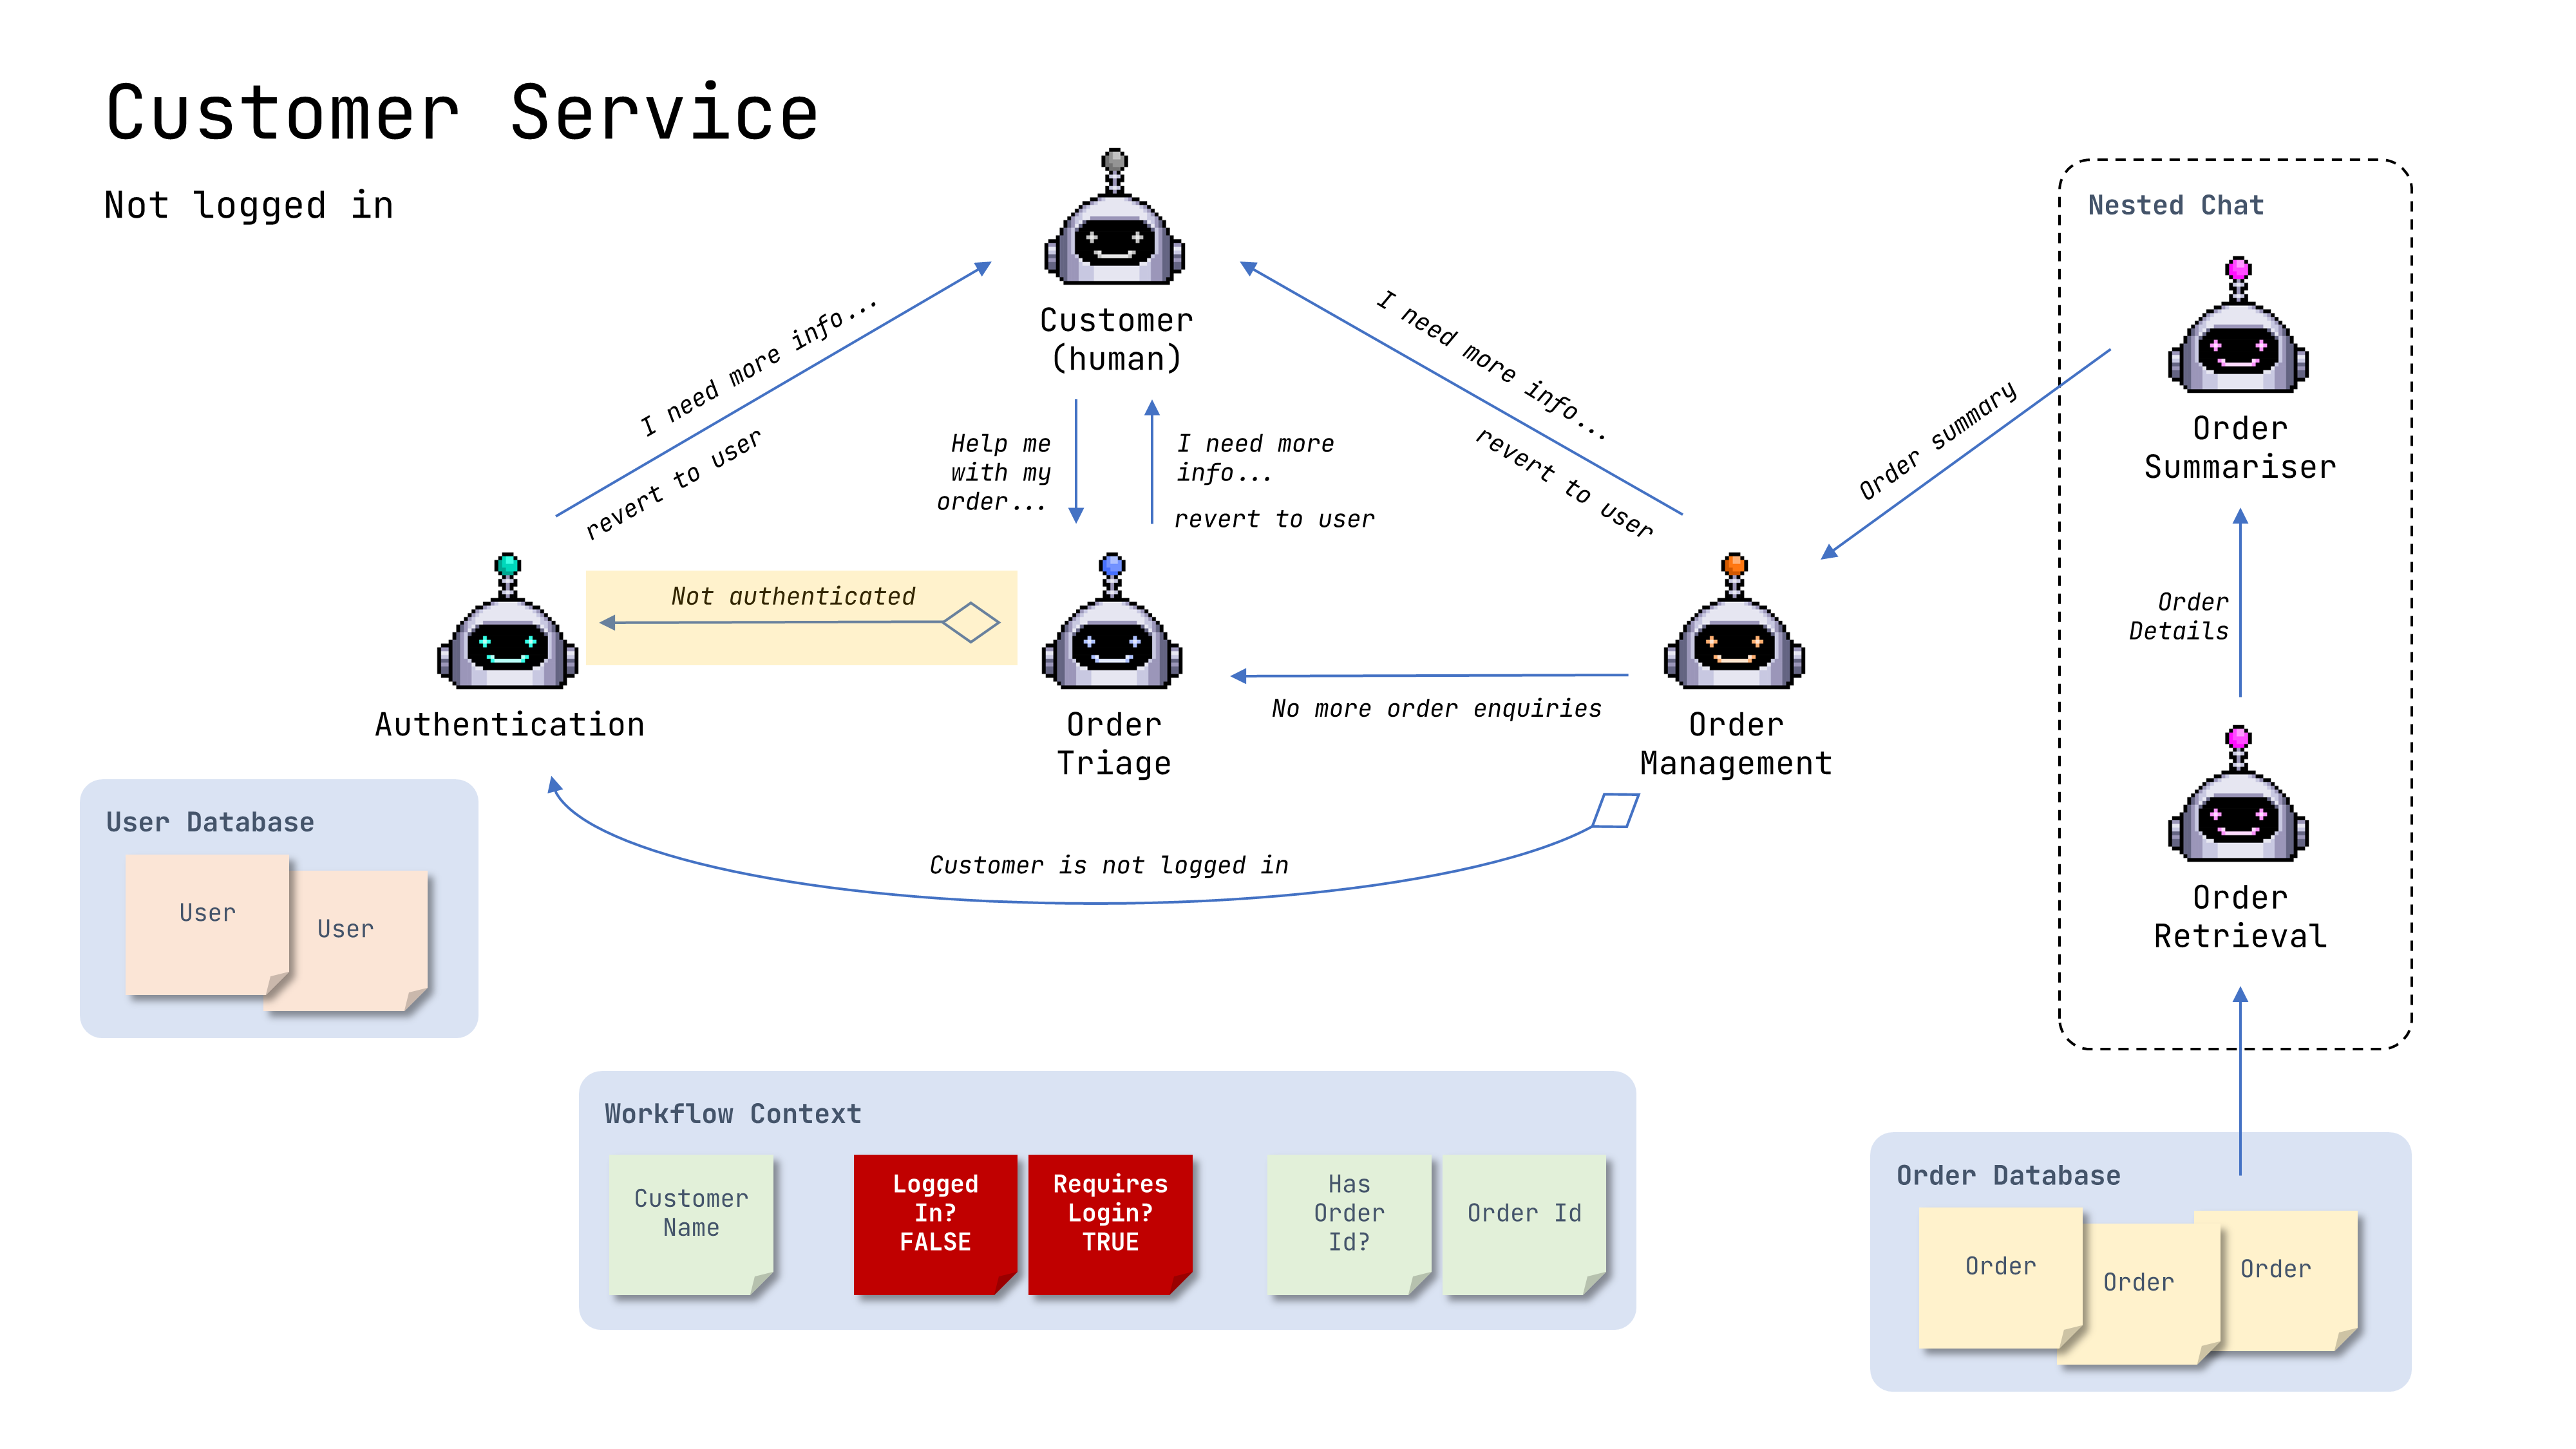 Customer Service
Not logged in
Customer
(human)
I need more info...
revert to user
Help me
with my
order...
I need more
info...
revert to user
I need more info...
revert to user
Not authenticated
Authentication
Order
Triage
No more order enquiries
Order
Management
Customer is not logged in
Nested Chat
Order
Summariser
Order summary
Order
Details
Order
Retrieval
User Database
User
User
Workflow Context
Customer
Name
Logged
In?
FALSE
Requires
Login?
TRUE
Has
Order
Id?
Order Id
Order Database
Order
Order
Order